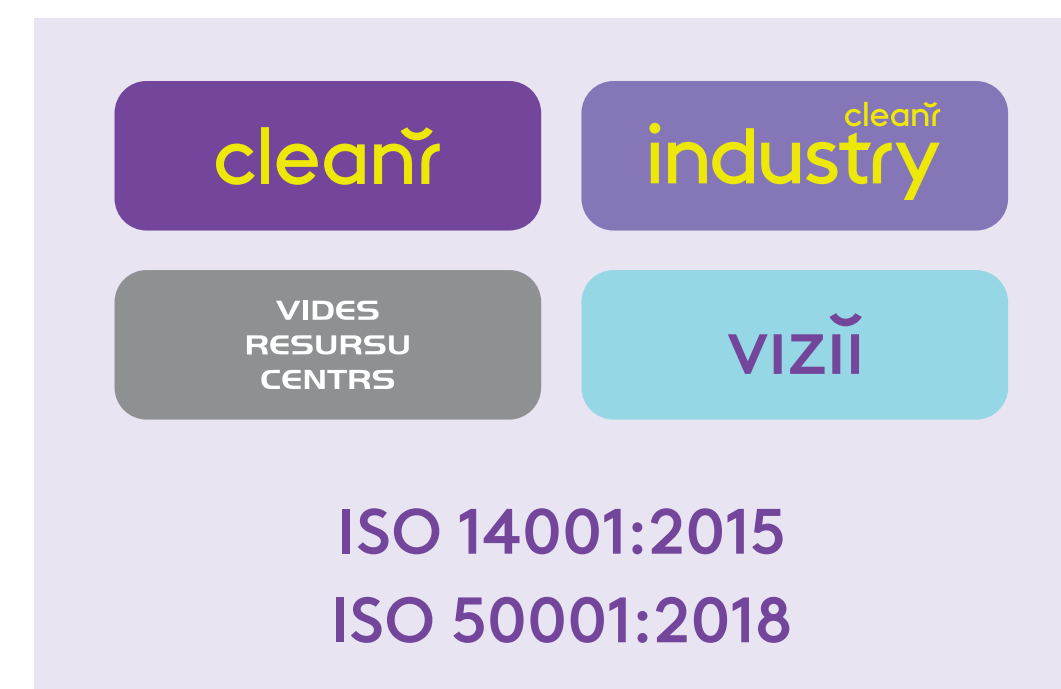 cleanr
cleanr
industry
VIDES
RESURSU
CENTRS
VIZII
ISO 14001:2015
ISO 50001:2018